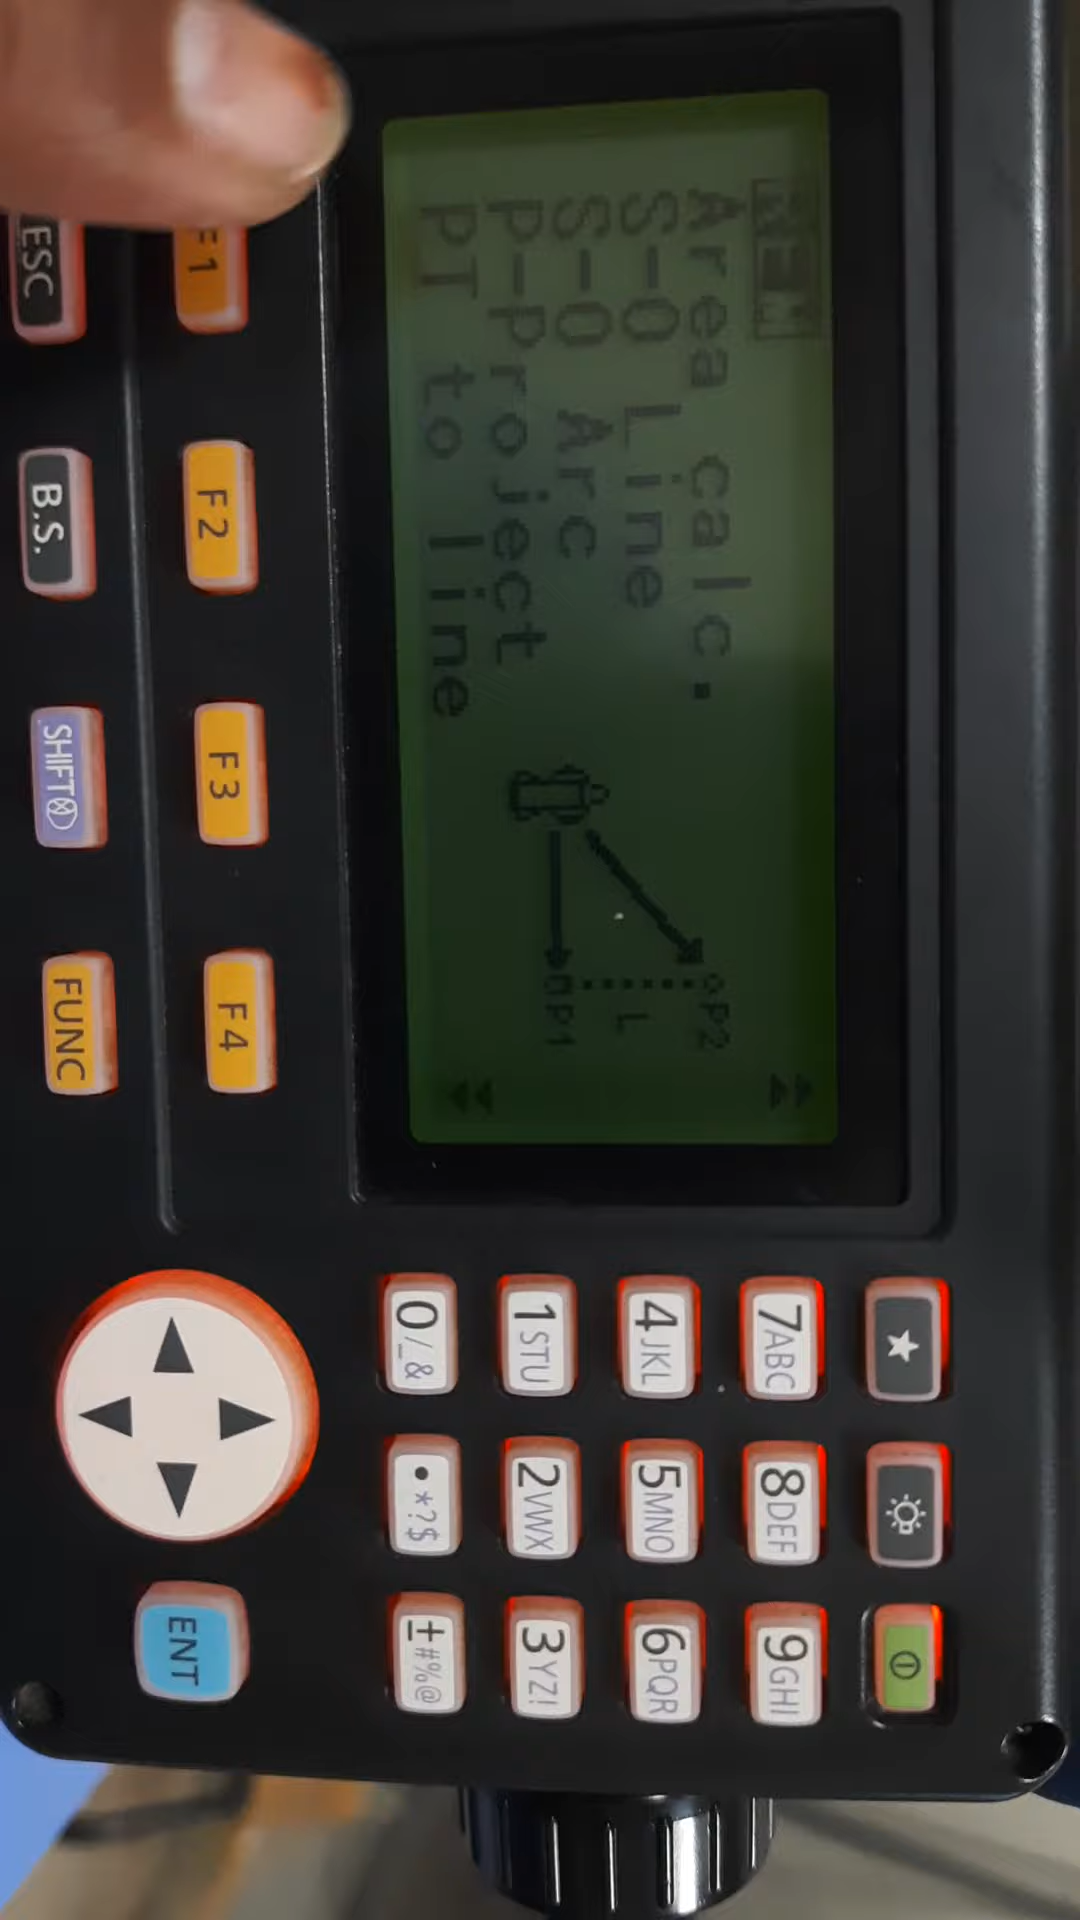 MLM
Area calc.
S-O Line
S-O Arc
P-Project
PT to line
P2
L
P1
F1
F2
F3
F4
ESC
B.S.
SHIFT
FUNC
★
7ABC
8DEF
9GHI
4JKL
5MNO
6PQR
1STU
2VWX
3YZ!
0/_&
•*?$
±#%@
ENT